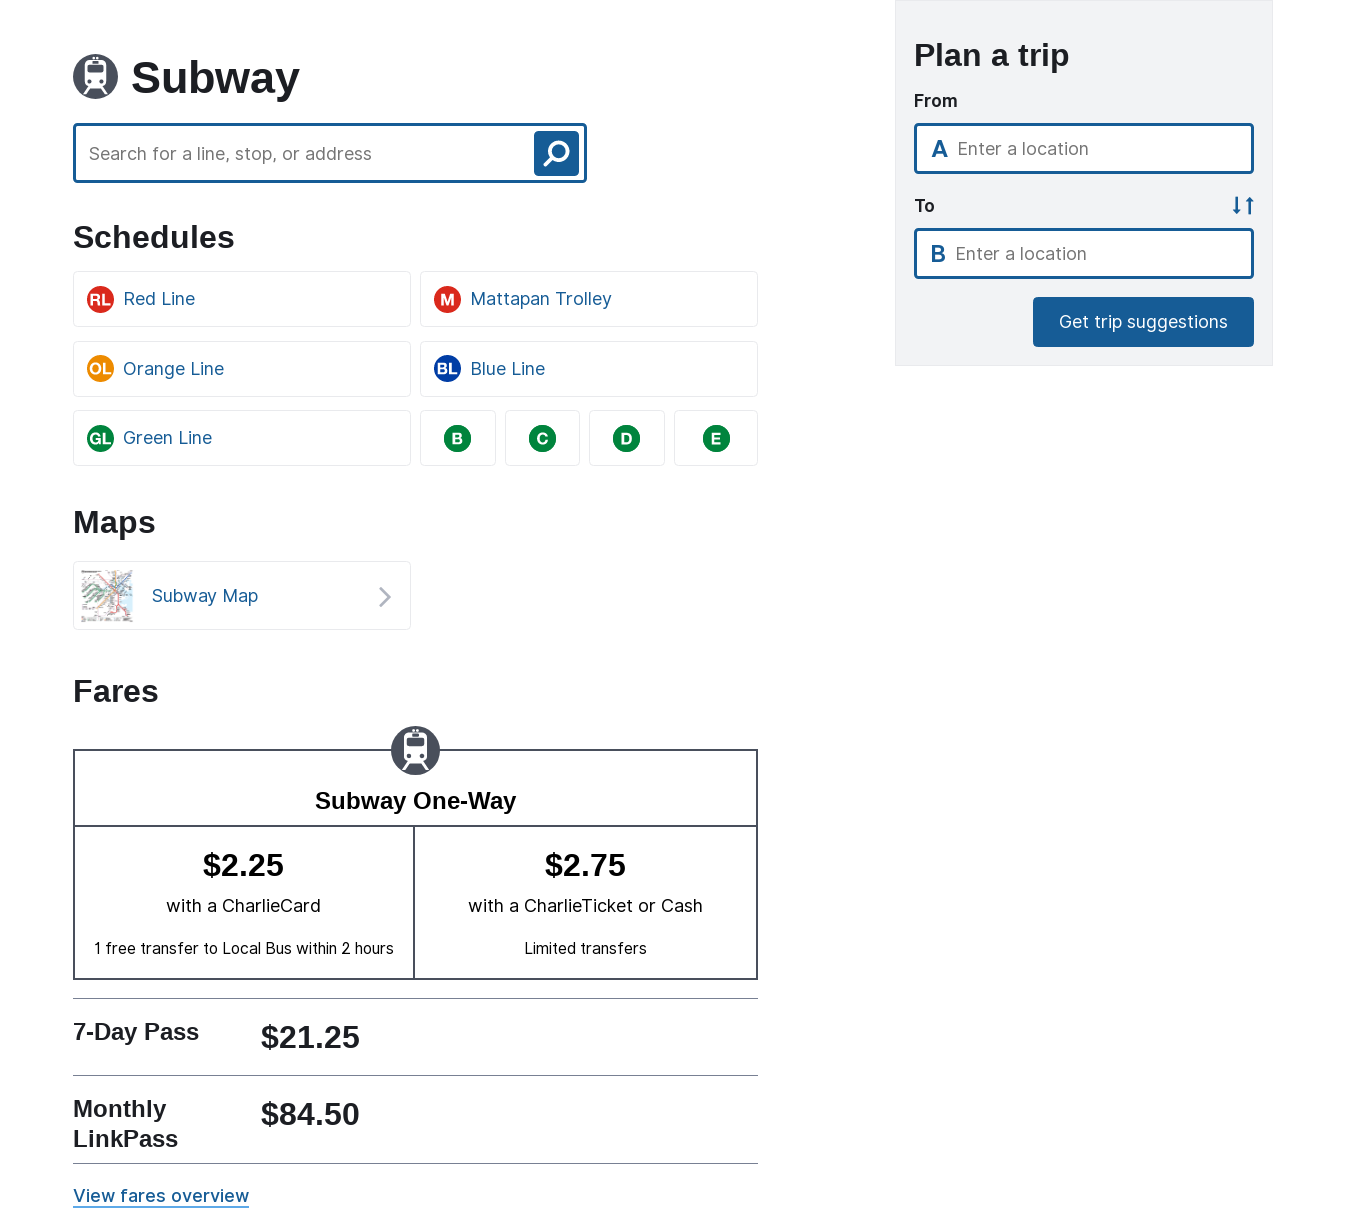 Subway
Search for a line, stop, or address
Schedules
RL Red Line
M Mattapan Trolley
OL Orange Line
BL Blue Line
GL Green Line
B
C
D
E
Maps
Subway Map
Fares
Subway One-Way
$2.25
with a CharlieCard
1 free transfer to Local Bus within 2 hours
$2.75
with a CharlieTicket or Cash
Limited transfers
7-Day Pass
$21.25
Monthly
LinkPass
$84.50
View fares overview
Plan a trip
From
A Enter a location
To
B Enter a location
Get trip suggestions